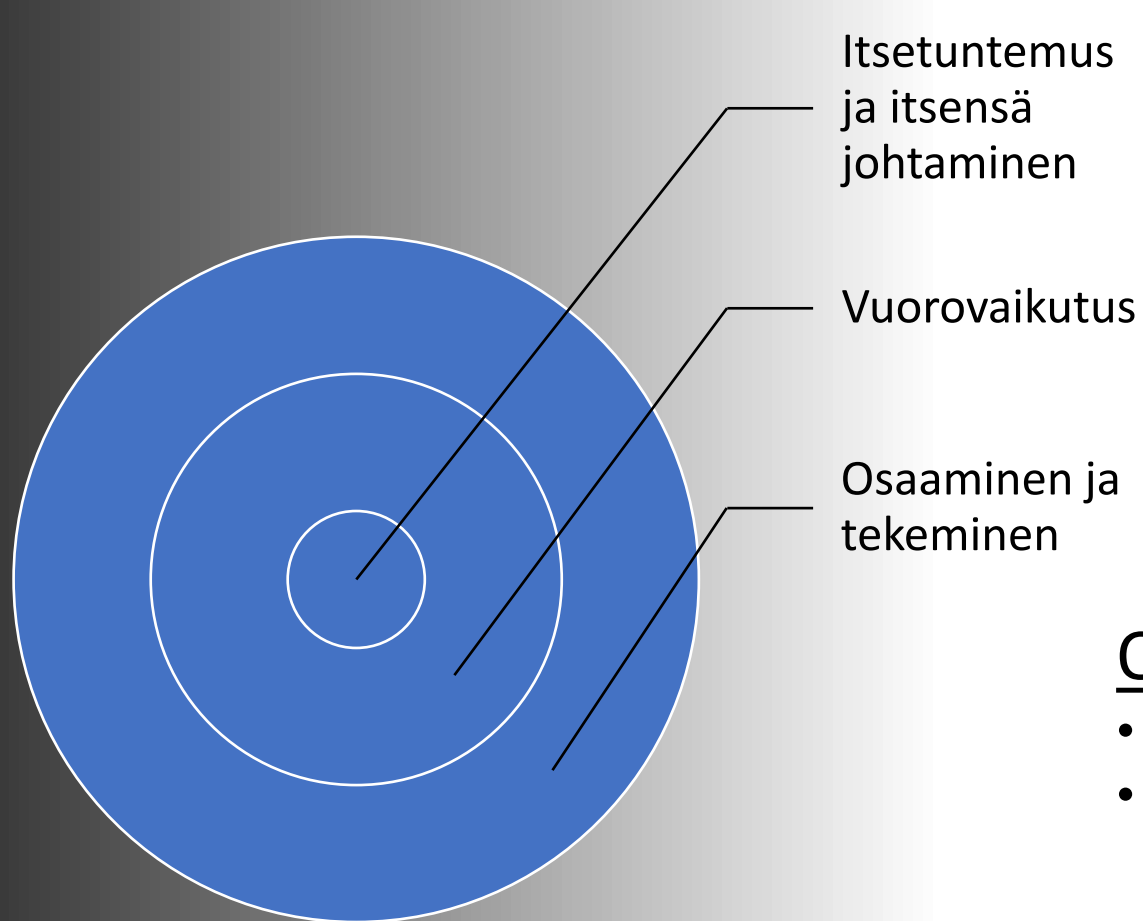 Itsetuntemus
ja itsensä
johtaminen
Vuorovaikutus
Osaaminen ja
tekeminen